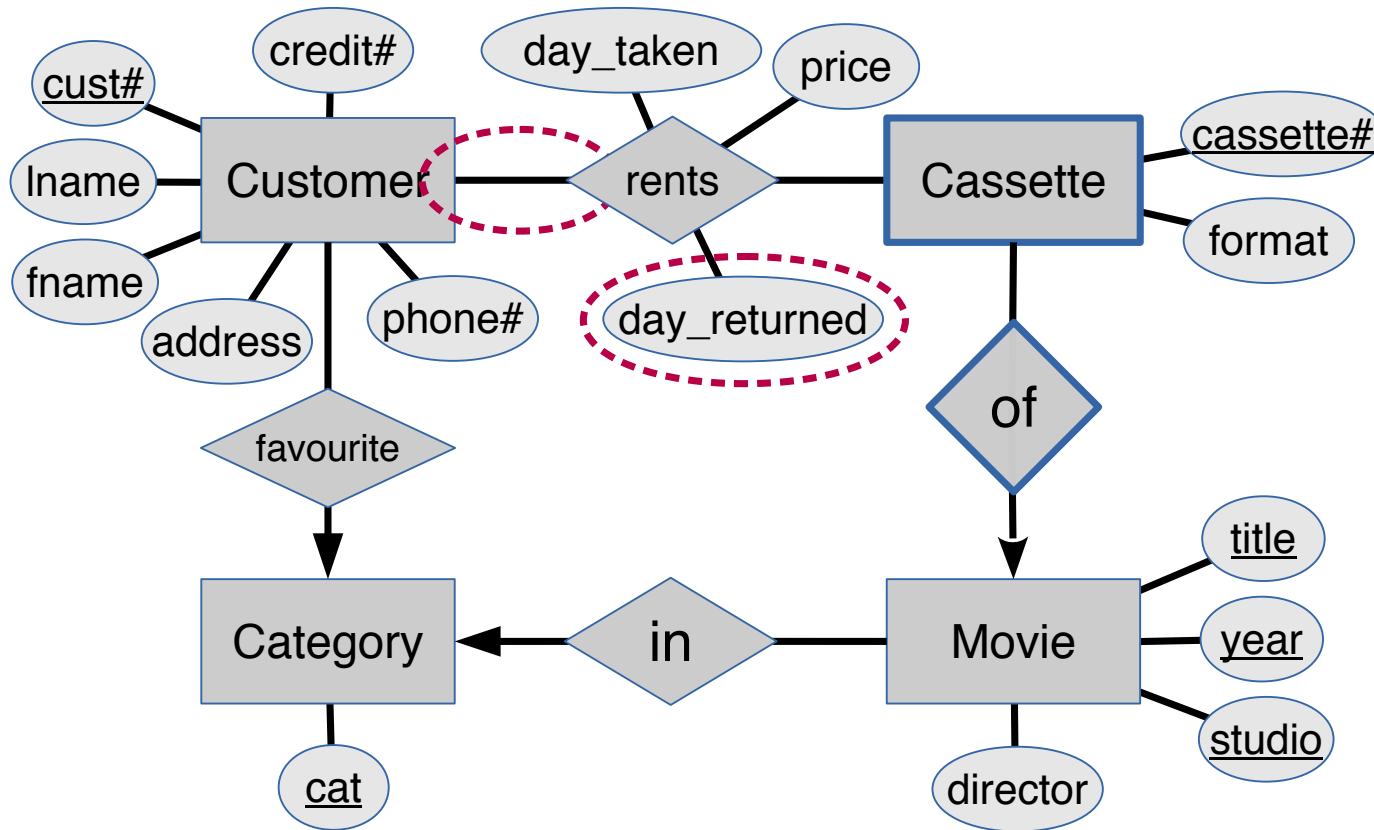 credit#
day_taken
price
cust#
cassette#
lname
Customer
rents
Cassette
format
fname
address
phone#
day_returned
of
favourite
title
Category
in
Movie
year
studio
cat
director